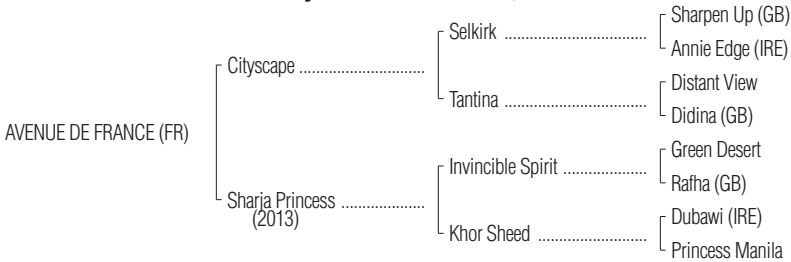 Sharpen Up (GB)
Selkirk ..................................
Annie Edge (IRE)
Cityscape ..............................
Distant View
Tantina ..................................
Didina (GB)
AVENUE DE FRANCE (FR)
Green Desert
Invincible Spirit ....................
Rafha (GB)
Sharja Princess ....................
(2013)
Dubawi (IRE)
Khor Sheed ..........................
Princess Manila